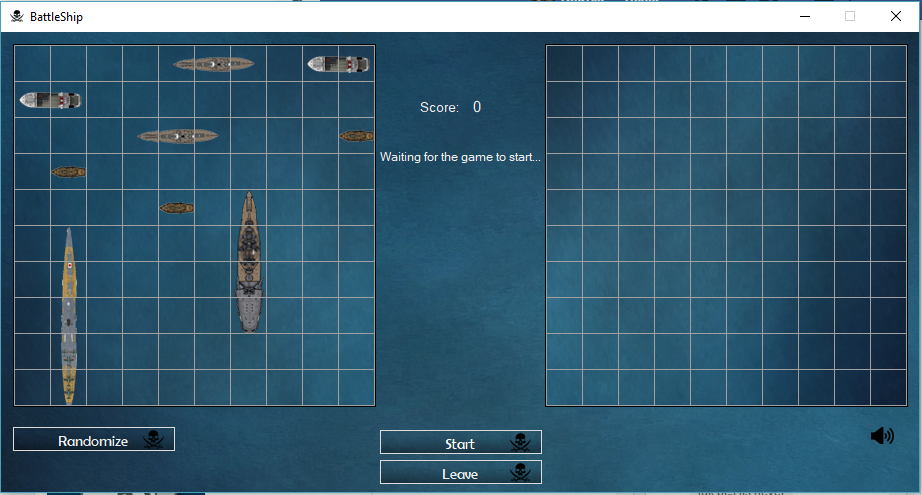 BattleShip
Score: 0
Waiting for the game to start...
Randomize
Start
Leave